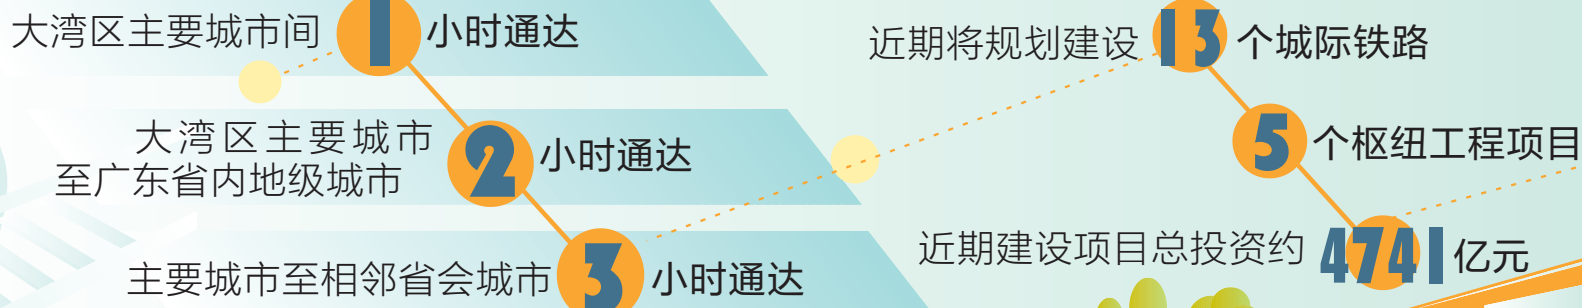 大湾区主要城市间 1 小时通达
大湾区主要城市
至广东省内地级城市 2 小时通达
主要城市至相邻省会城市 3 小时通达
近期将规划建设 13 个城际铁路
5 个枢纽工程项目
近期建设项目总投资约 4741 亿元